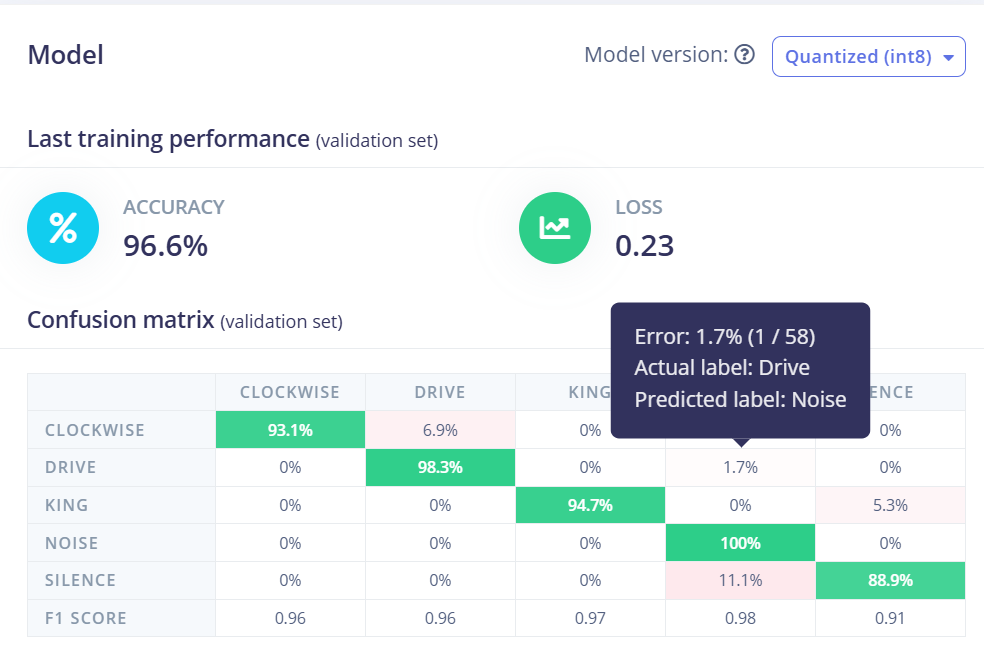 Model
Model version: Quantized (int8)
Last training performance (validation set)
% ACCURACY
96.6%
LOSS
0.23
Confusion matrix (validation set)
Error: 1.7% (1 / 58)
Actual label: Drive
Predicted label: Noise
CLOCKWISE DRIVE KING ENCE
CLOCKWISE 93.1% 6.9% 0% 0%
DRIVE 0% 98.3% 0% 1.7% 0%
KING 0% 0% 94.7% 0% 5.3%
NOISE 0% 0% 0% 100% 0%
SILENCE 0% 0% 0% 11.1% 88.9%
F1 SCORE 0.96 0.96 0.97 0.98 0.91